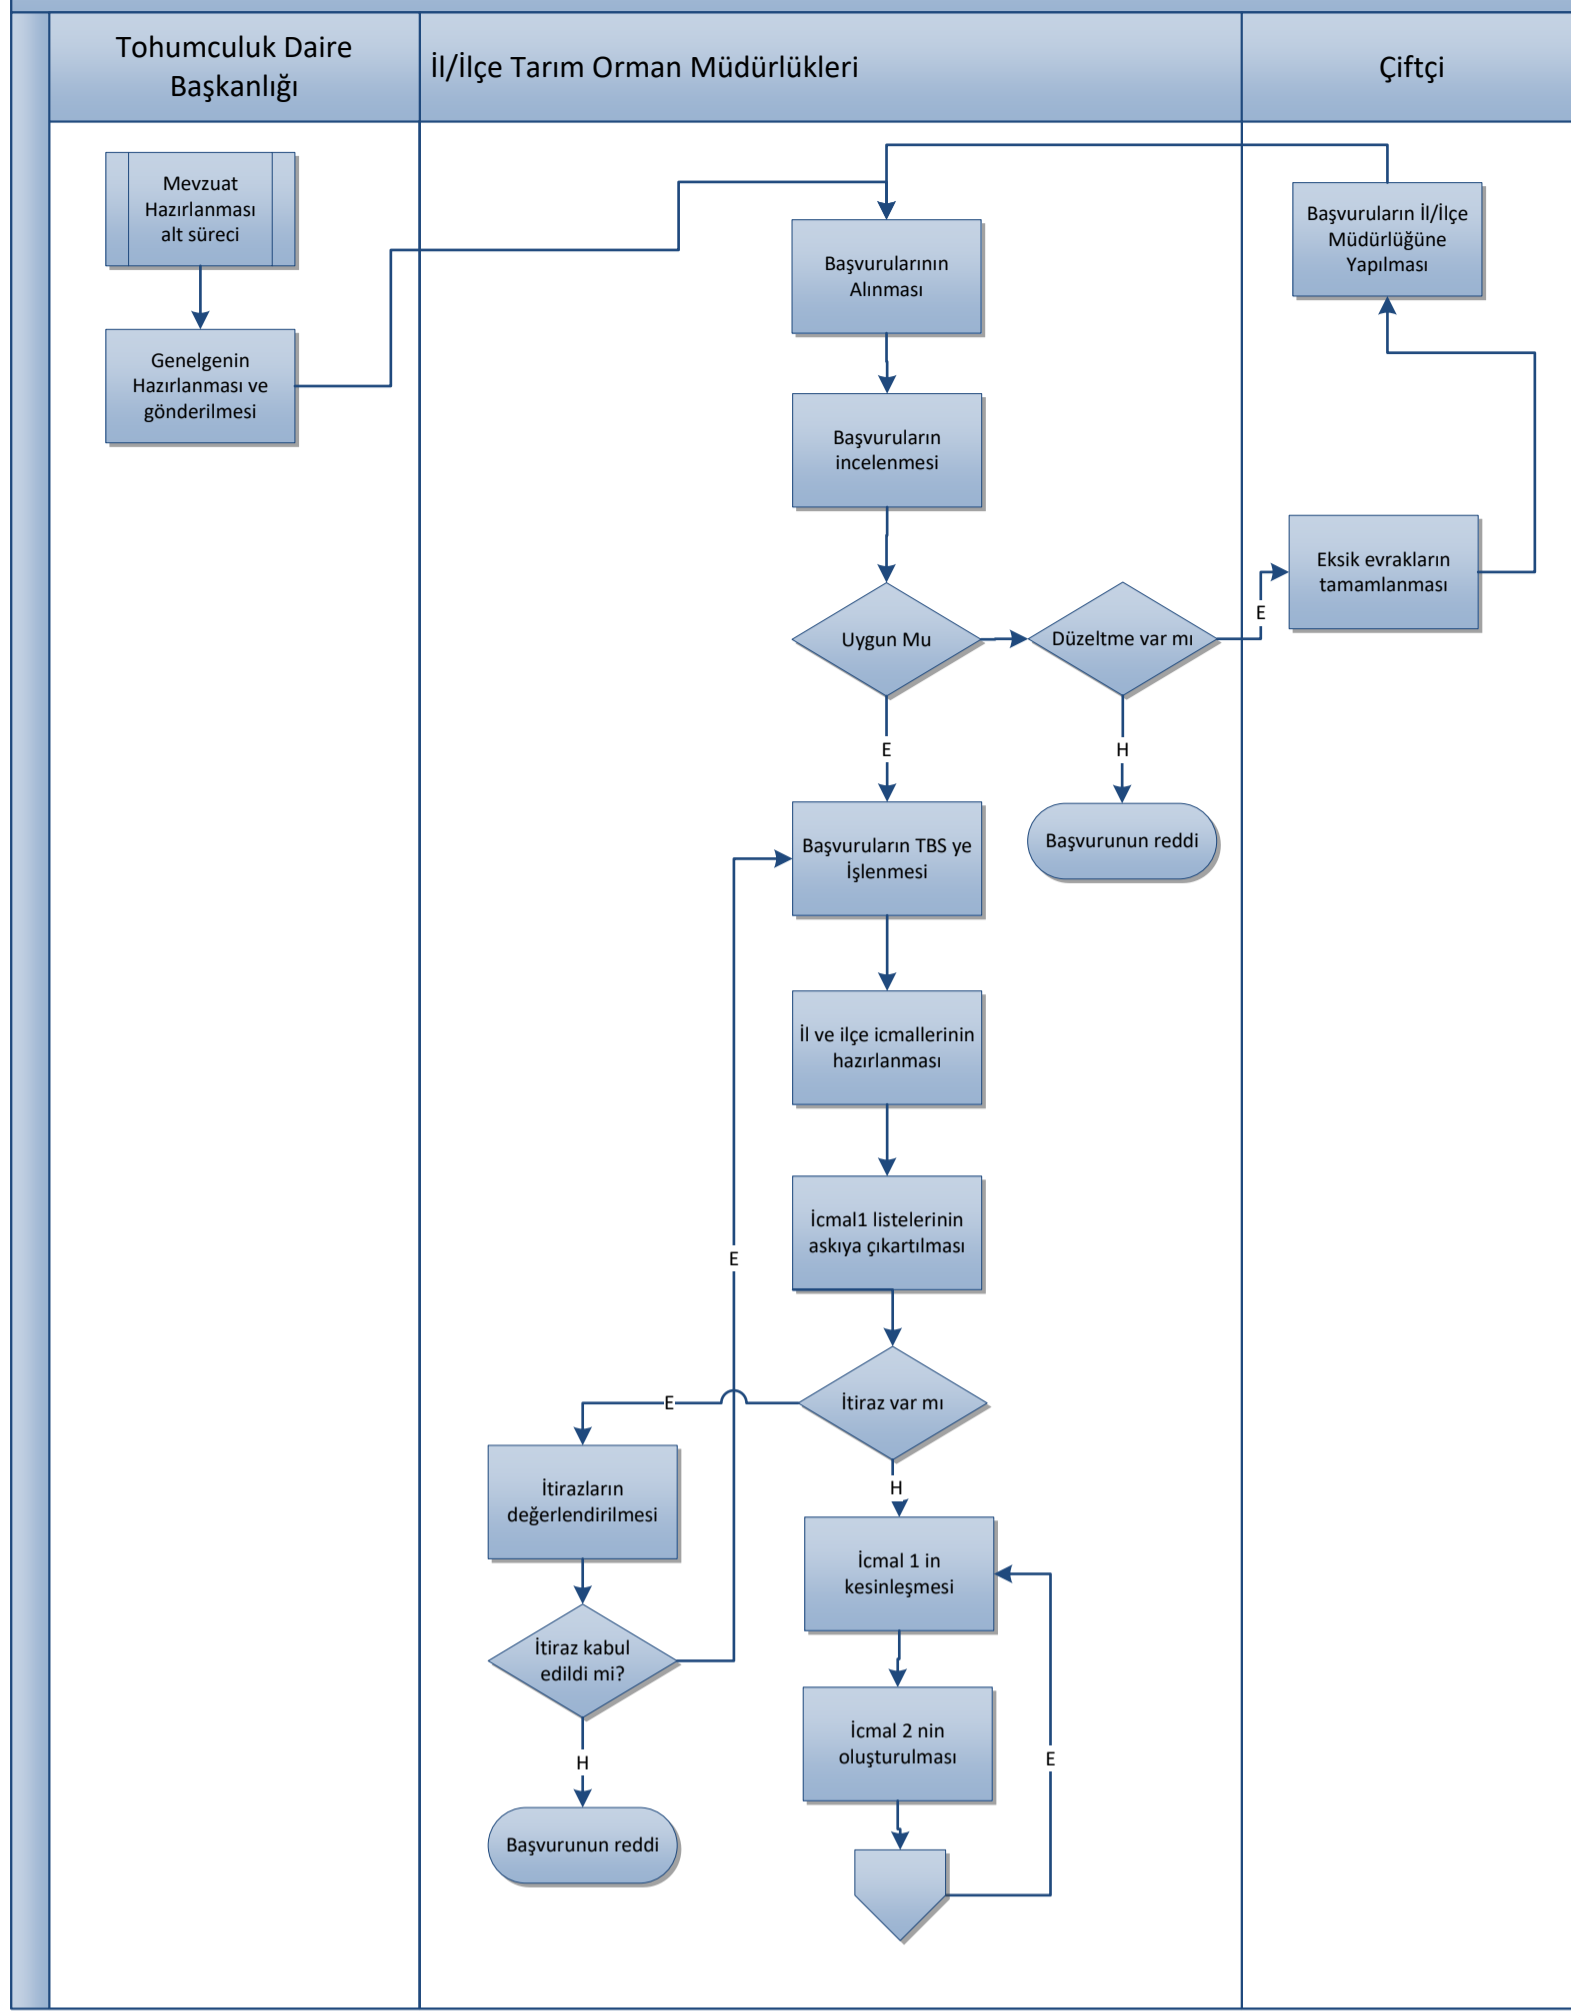 Tohumculuk Daire
Başkanlığı
İl/İlçe Tarım Orman Müdürlükleri
Çiftçi
Mevzuat
Hazırlanması
alt süreci
Genelgenin
Hazırlanması ve
gönderilmesi
Başvurularının
Alınması
Başvuruların İl/İlçe
Müdürlüğüne
Yapılması
Başvuruların
incelenmesi
Eksik evrakların
tamamlanması
Uygun Mu
Düzeltme var mı
E
E
H
Başvuruların TBS ye
İşlenmesi
Başvurunun reddi
İl ve ilçe icmallerinin
hazırlanması
İcmal1 listelerinin
askıya çıkartılması
E
İtiraz var mı
E
H
İtirazların
değerlendirilmesi
İcmal 1 in
kesinleşmesi
İtiraz kabul
edildi mi?
İcmal 2 nin
oluşturulması
H
E
Başvurunun reddi